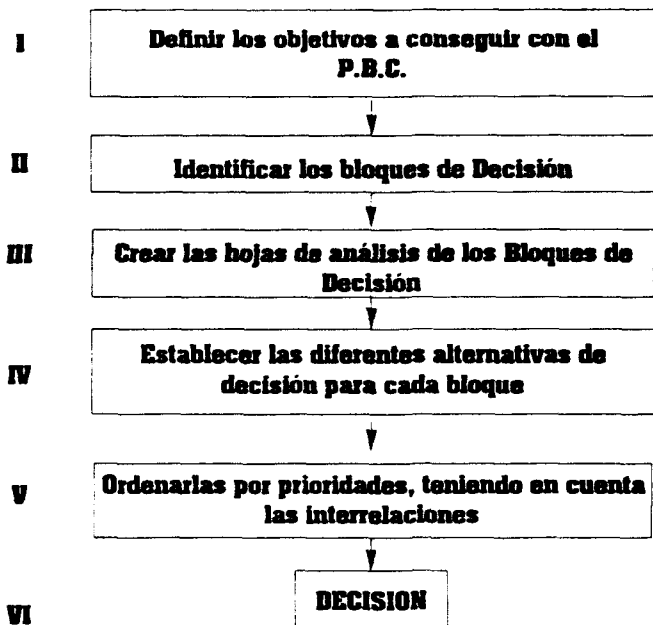 I
Definir los objetivos a conseguir con el
P.B.C.
II
Identificar los bloques de Decisión
III
Crear las hojas de análisis de los Bloques de
Decisión
IV
Establecer las diferentes alternativas de
decisión para cada bloque
V
Ordenarlas por prioridades, teniendo en cuenta
las interrelaciones
DECISION
VI